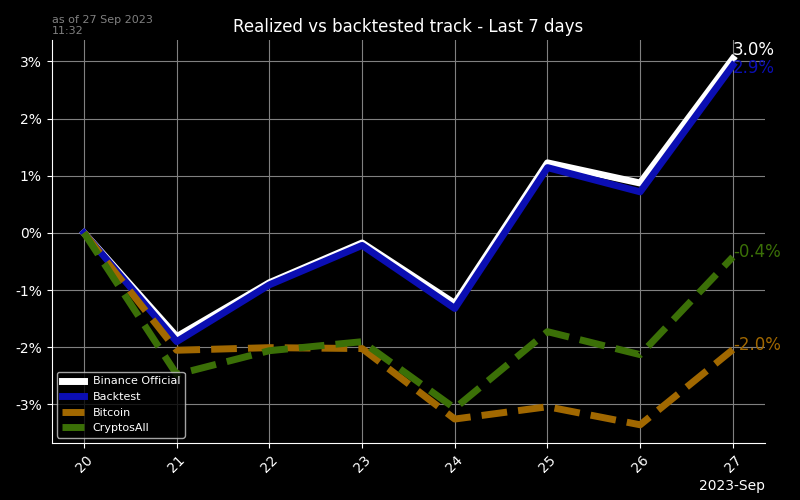 as of 27 Sep 2023
11:32
Realized vs backtested track - Last 7 days
3%
2%
1%
0%
-1%
-2%
-3%
3.0%
2.9%
-0.4%
-2.0%
Binance Official
Backtest
Bitcoin
CryptosAll
20
21
22
23
24
25
26
27
2023-Sep